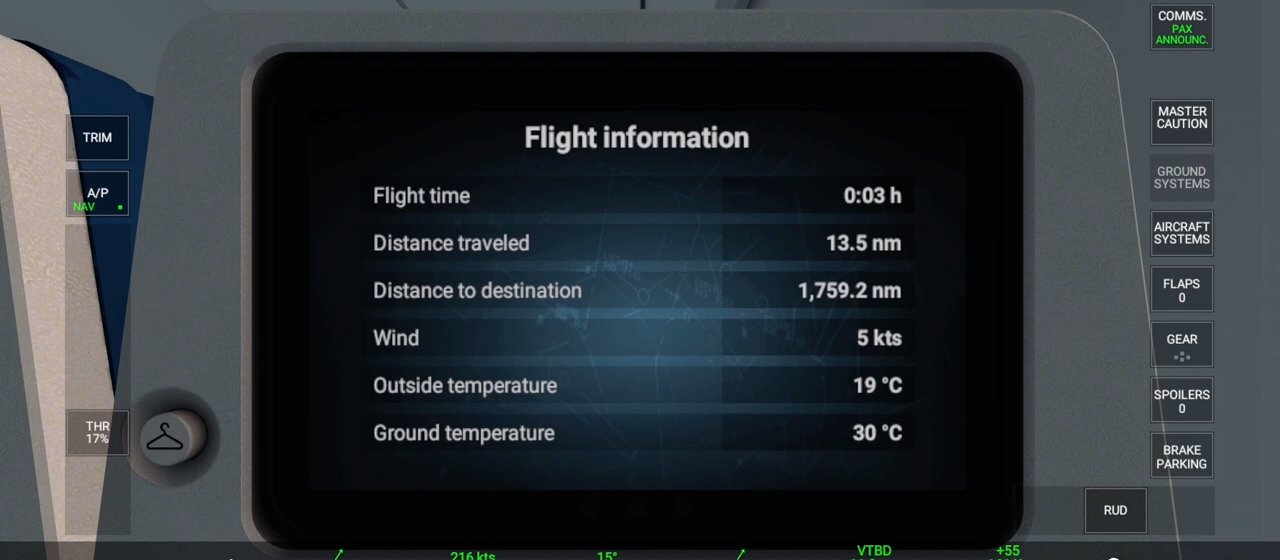 COMMS.
PAX
ANNOUNC.
TRIM
A/P
NAV
THR
17%
Flight information
Flight time 0:03 h
Distance traveled 13.5 nm
Distance to destination 1,759.2 nm
Wind 5 kts
Outside temperature 19 °C
Ground temperature 30 °C
MASTER
CAUTION
GROUND
SYSTEMS
AIRCRAFT
SYSTEMS
FLAPS
0
GEAR
SPOILERS
0
BRAKE
PARKING
RUD
216 kts 15° VTBD +55